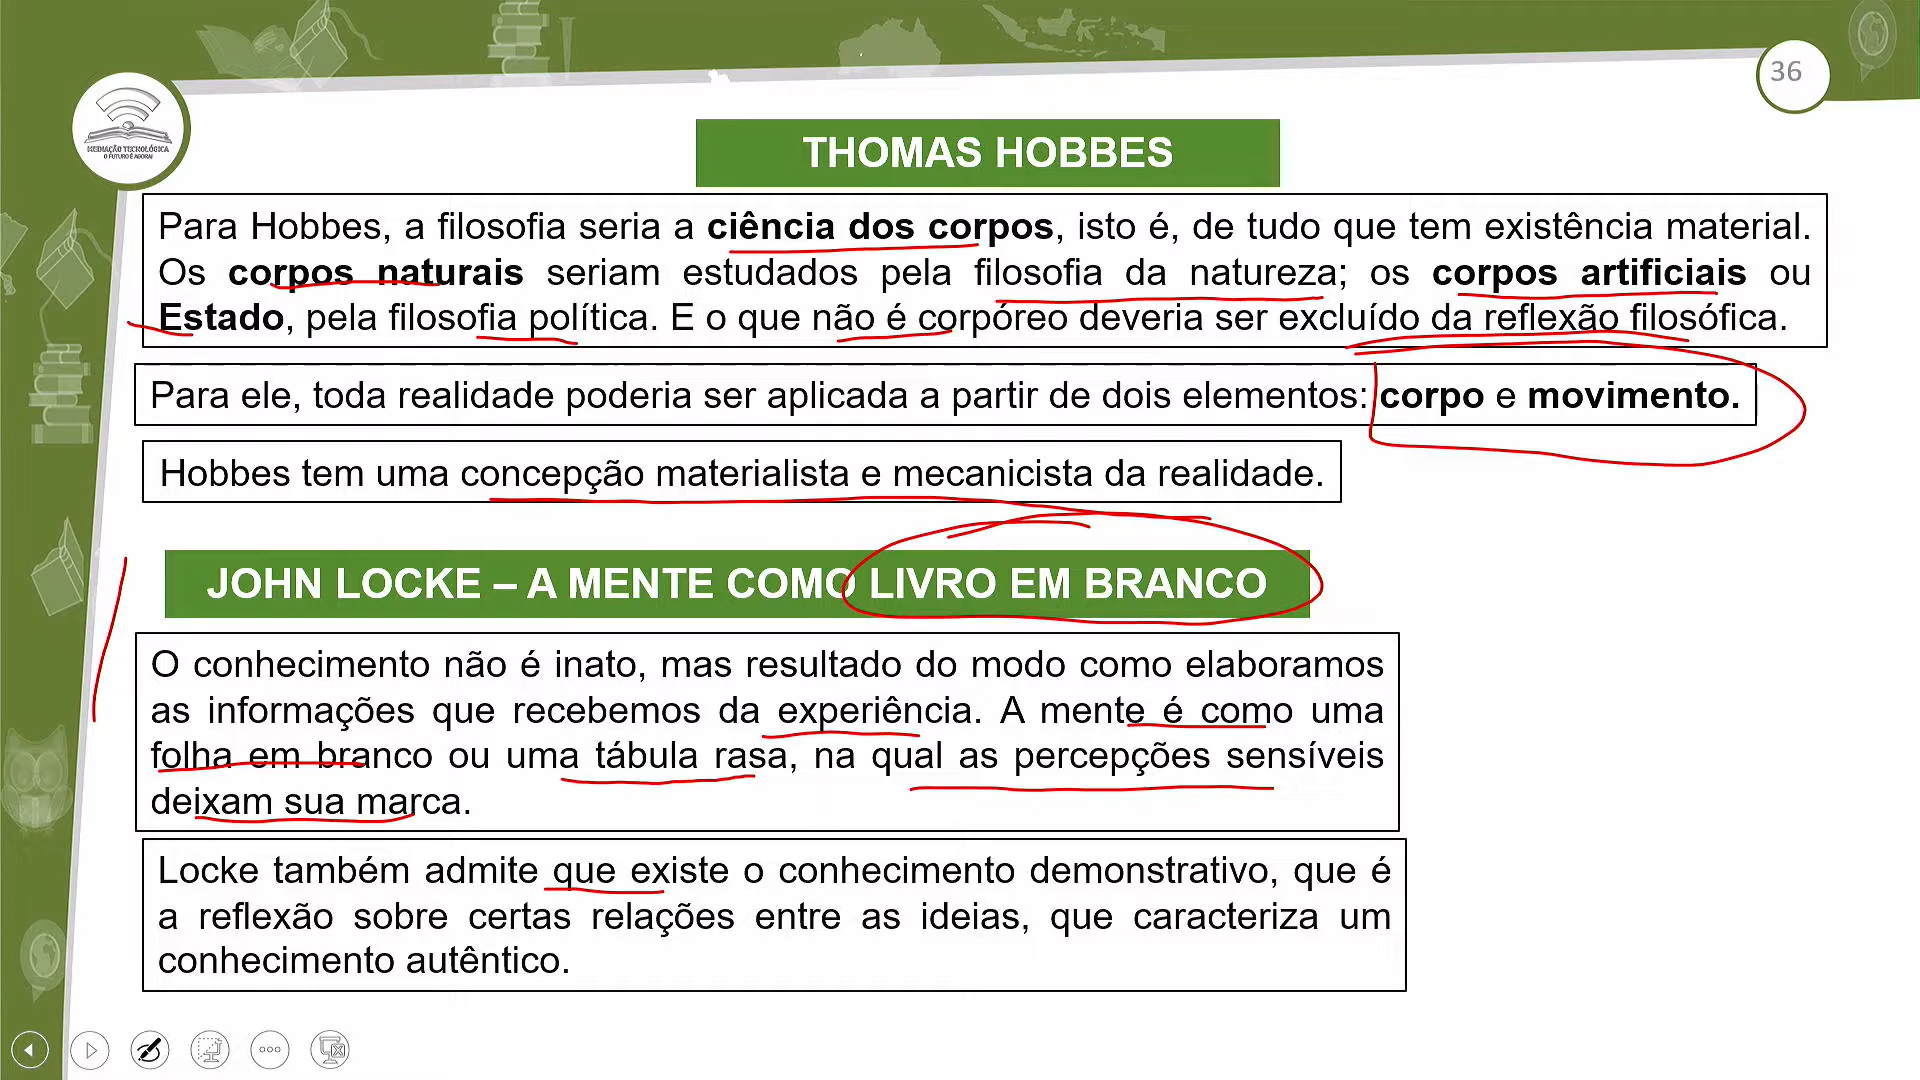 36
MEDIAÇÃO TECNOLÓGICA
O FUTURO É AGORA!
THOMAS HOBBES
Para Hobbes, a filosofia seria a ciência dos corpos, isto é, de tudo que tem existência material.
Os corpos naturais seriam estudados pela filosofia da natureza; os corpos artificiais ou
Estado, pela filosofia política. E o que não é corpóreo deveria ser excluído da reflexão filosófica.
Para ele, toda realidade poderia ser aplicada a partir de dois elementos: corpo e movimento.
Hobbes tem uma concepção materialista e mecanicista da realidade.
JOHN LOCKE – A MENTE COMO LIVRO EM BRANCO
O conhecimento não é inato, mas resultado do modo como elaboramos
as informações que recebemos da experiência. A mente é como uma
folha em branco ou uma tábula rasa, na qual as percepções sensíveis
deixam sua marca.
Locke também admite que existe o conhecimento demonstrativo, que é
a reflexão sobre certas relações entre as ideias, que caracteriza um
conhecimento autêntico.